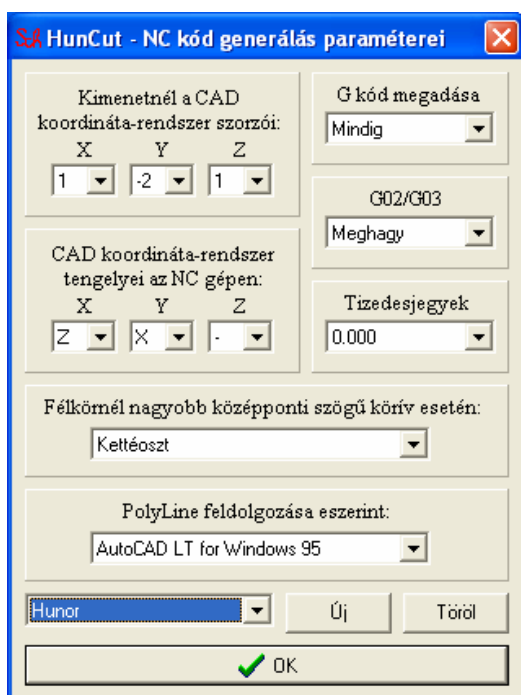 HunCut - NC kód generálás paraméterei
Kimenetnél a CAD
koordináta-rendszer szorzói:
X Y Z
1 -2 1
G kód megadása
Mindig
G02/G03
Meghagy
CAD koordináta-rendszer
tengelyei az NC gépen:
X Y Z
Z X -
Tizedesjegyek
0.000
Félkörnél nagyobb középponti szögű körív esetén:
Kettéoszt
PolyLine feldolgozása eszerint:
AutoCAD LT for Windows 95
Hunor Új Töröl
OK